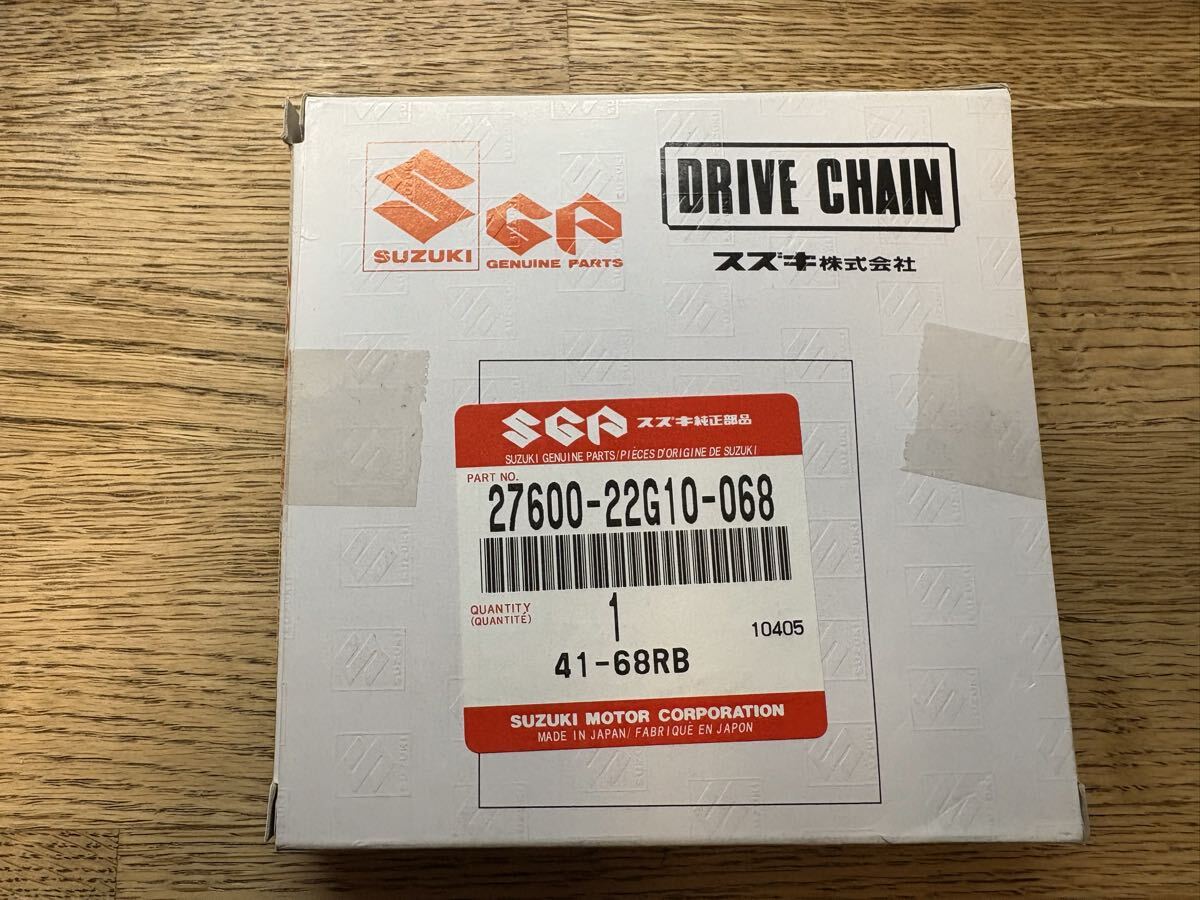 SUZUKI
SGP
GENUINE PARTS
DRIVE CHAIN
スズキ株式会社
SGP スズキ純正部品
SUZUKI GENUINE PARTS/PIÈCES D'ORIGINE DE SUZUKI
PART NO.
27600-22G10-068
QUANTITY
(QUANTITÉ)
1
10405
41-68RB
SUZUKI MOTOR CORPORATION
MADE IN JAPAN/FABRIQUÉ EN JAPON